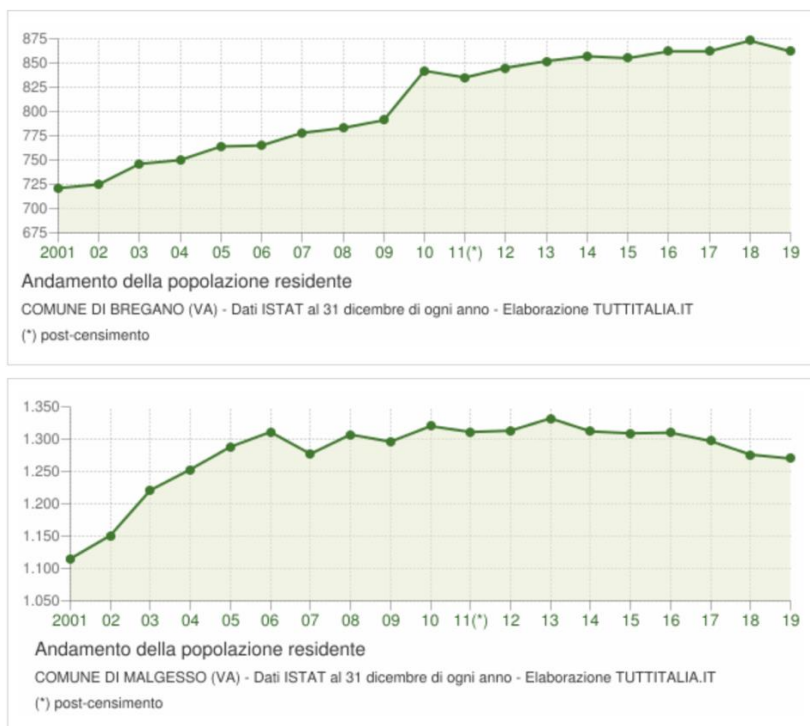 875
850
825
800
775
750
725
700
675
2001 02 03 04 05 06 07 08 09 10 11(*) 12 13 14 15 16 17 18 19
Andamento della popolazione residente
COMUNE DI BREGANO (VA) - Dati ISTAT al 31 dicembre di ogni anno - Elaborazione TUTTITALIA.IT
(*) post-censimento
1.350
1.300
1.250
1.200
1.150
1.100
1.050
2001 02 03 04 05 06 07 08 09 10 11(*) 12 13 14 15 16 17 18 19
Andamento della popolazione residente
COMUNE DI MALGESSO (VA) - Dati ISTAT al 31 dicembre di ogni anno - Elaborazione TUTTITALIA.IT
(*) post-censimento